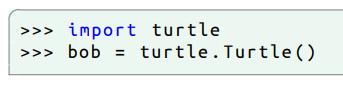 >>> import turtle
>>> bob = turtle.Turtle()